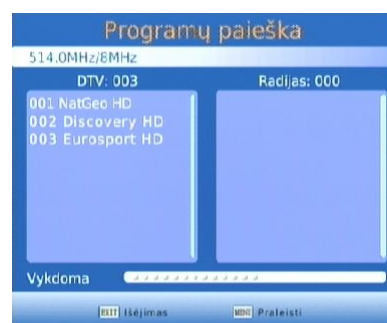 Programų paieška
514.0MHz/8MHz
DTV: 003
Radijas: 000
001 NatGeo HD
002 Discovery HD
003 Eurosport HD
Vykdoma
EXIT Išėjimas
MENU Praleisti